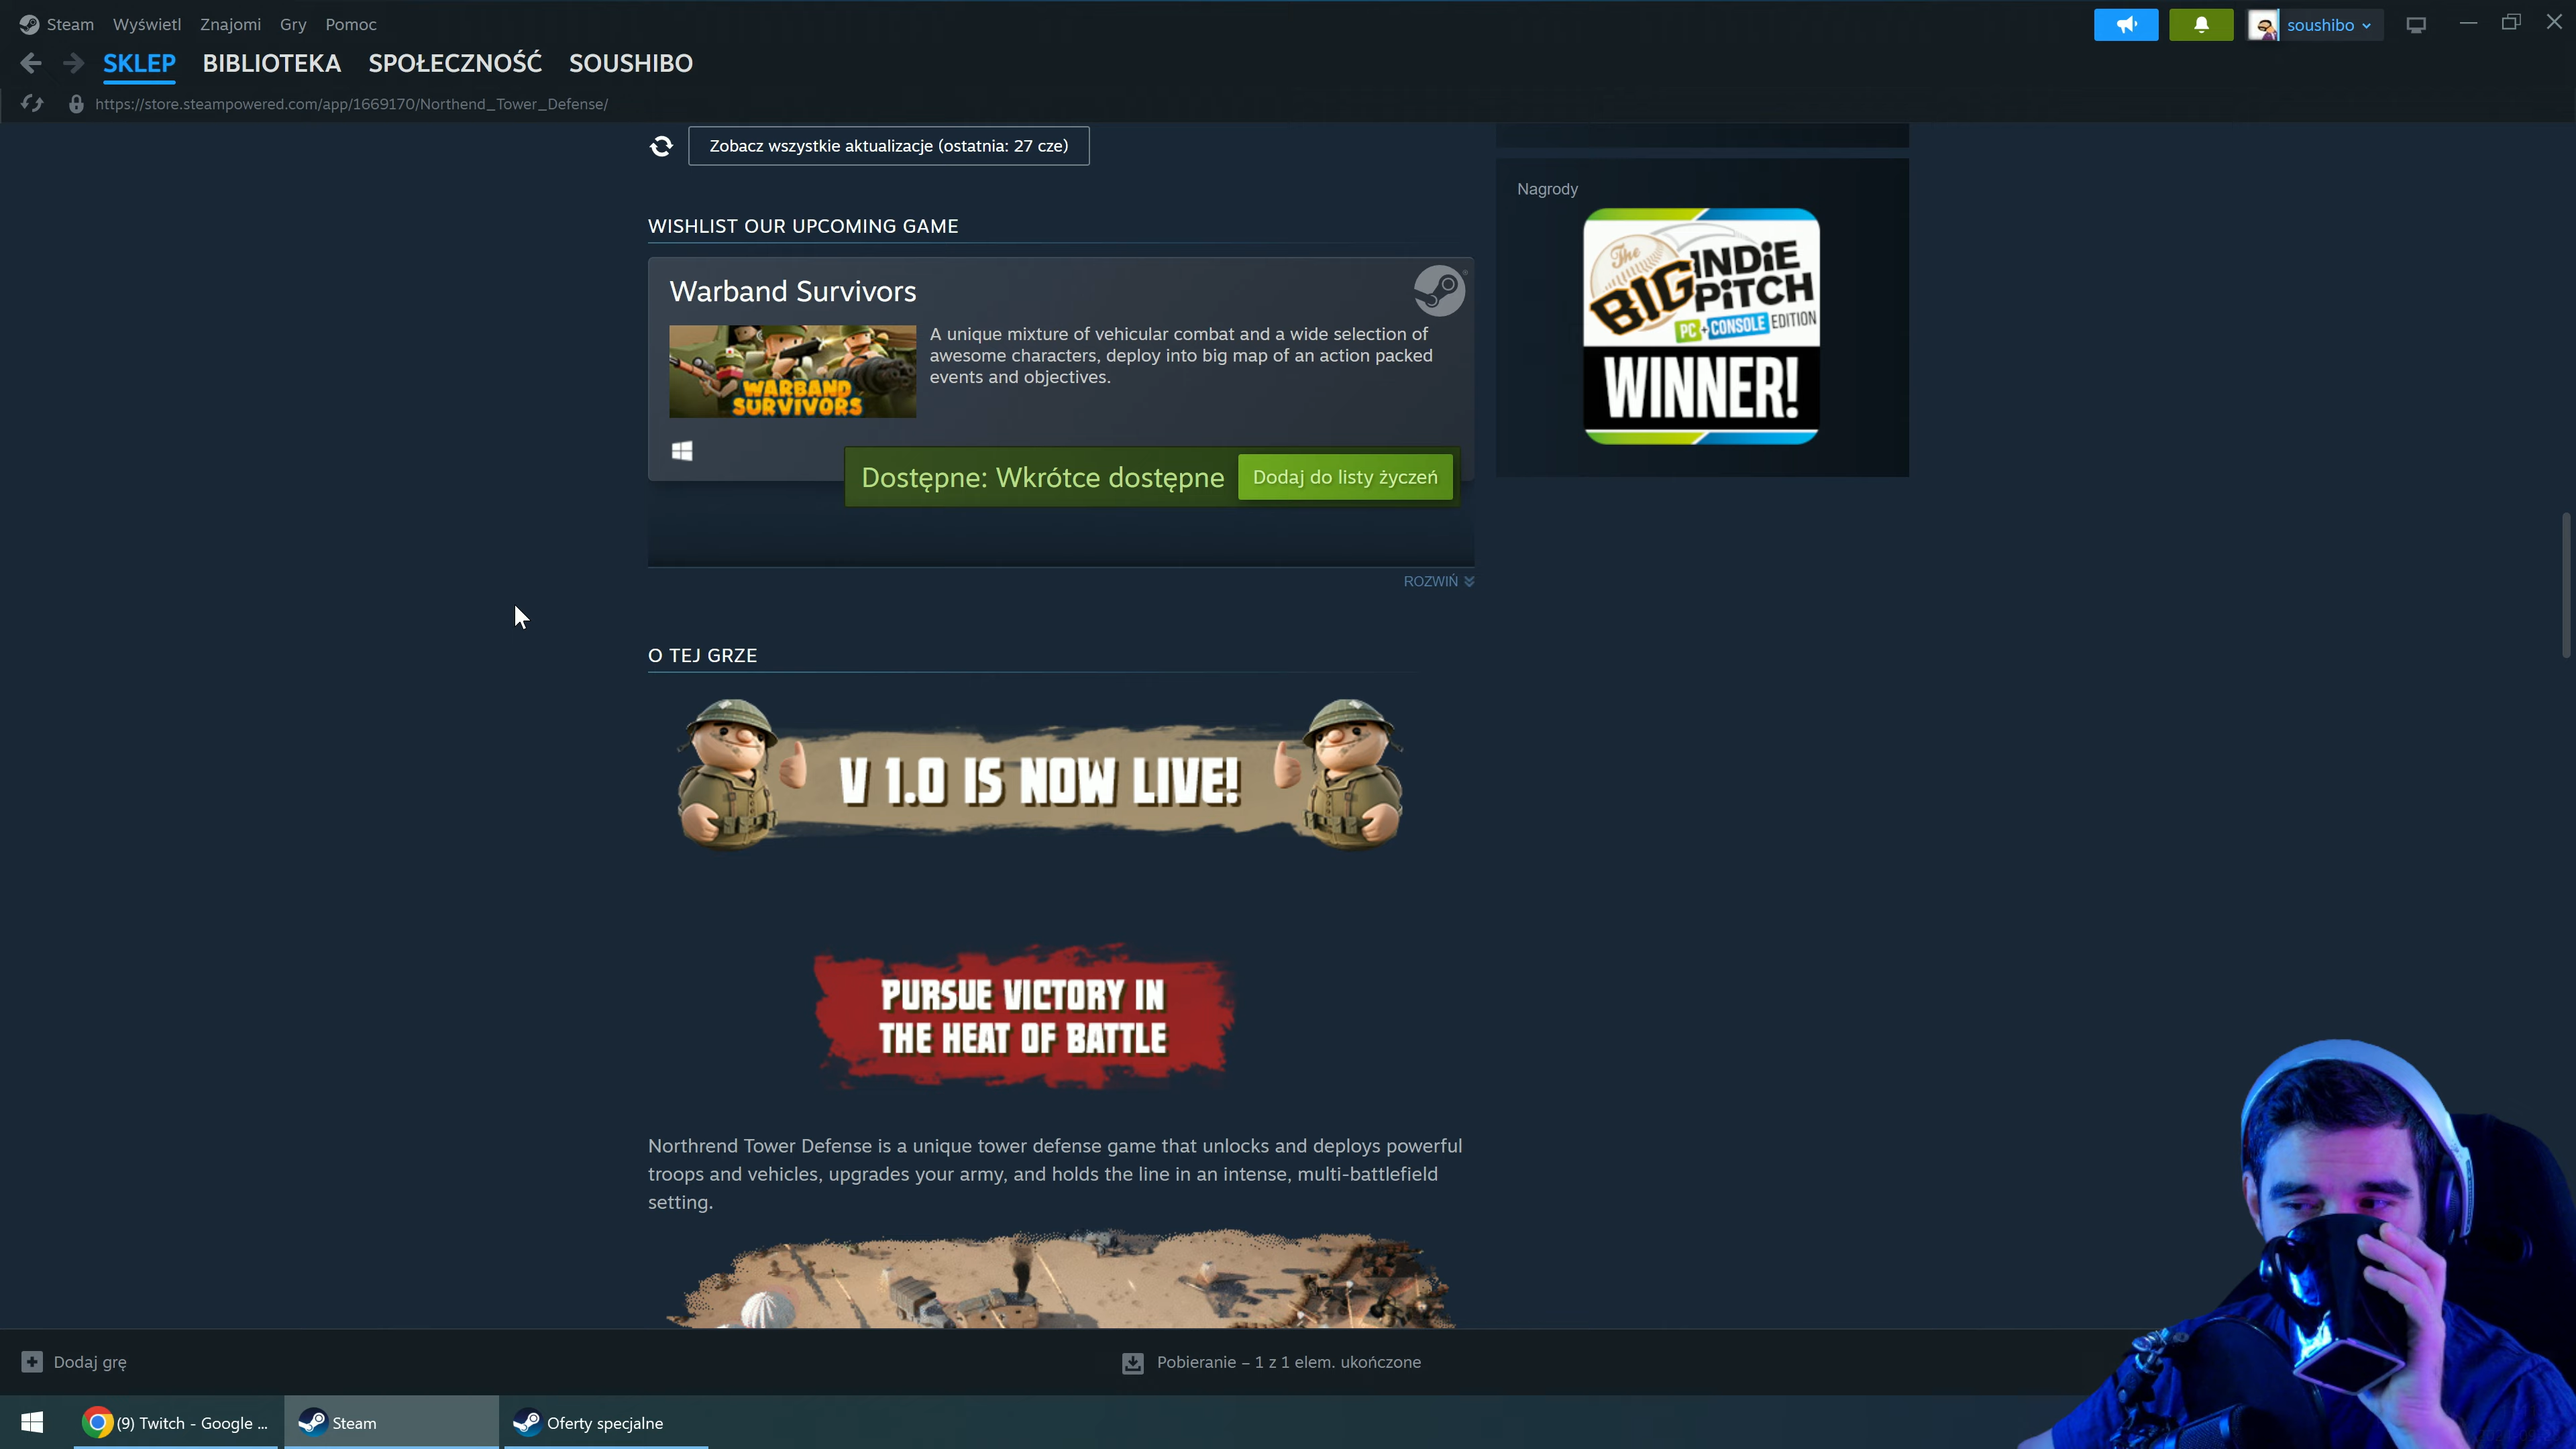 Steam Wyświetl Znajomi Gry Pomoc
soushibo
SKLEP BIBLIOTEKA SPOŁECZNOŚĆ SOUSHIBO
https://store.steampowered.com/app/1669170/Northend_Tower_Defense/
Zobacz wszystkie aktualizacje (ostatnia: 27 cze)
WISHLIST OUR UPCOMING GAME
Warband Survivors
A unique mixture of vehicular combat and a wide selection of
awesome characters, deploy into big map of an action packed
events and objectives.
WARBAND
SURVIVORS
Dostępne: Wkrótce dostępne
Dodaj do listy życzeń
ROZWIŃ
Nagrody
The
BIG INDiE
PiTCH
PC + CONSOLE EDITION
WINNER!
O TEJ GRZE
V 1.0 IS NOW LIVE!
PURSUE VICTORY IN
THE HEAT OF BATTLE
Northrend Tower Defense is a unique tower defense game that unlocks and deploys powerful
troops and vehicles, upgrades your army, and holds the line in an intense, multi-battlefield
setting.
Dodaj grę
Pobieranie – 1 z 1 elem. ukończone
(9) Twitch - Google ...
Steam
Oferty specjalne